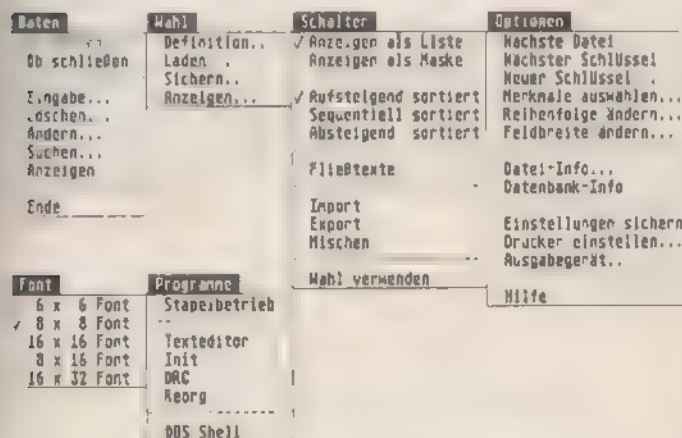 Daten
Db schließen
Eingabe...
Löschen...
Ändern...
Suchen...
Anzeigen
Ende
Wahl
Definition..
Laden
Sichern..
Anzeigen...
Schalter
✓ Anzeigen als Liste
Anzeigen als Maske
✓ Aufsteigend sortiert
Sequentiell sortiert
Absteigend sortiert
Fließtexte
Import
Export
Mischen
Wahl verwenden
Optionen
Nächste Datei
Nächster Schlüssel
Neuer Schlüssel
Merkmale auswählen...
Reihenfolge ändern...
Feldbreite ändern...
Datei-Info...
Datenbank-Info
Einstellungen sichern
Drucker einstellen...
Ausgabegerät..
Hilfe
Font
6 x 6 Font
✓ 8 x 8 Font
16 x 16 Font
8 x 16 Font
16 x 32 Font
Programme
Stapelbetrieb
--
Texteditor
Init
DRC
Reorg
DOS Shell